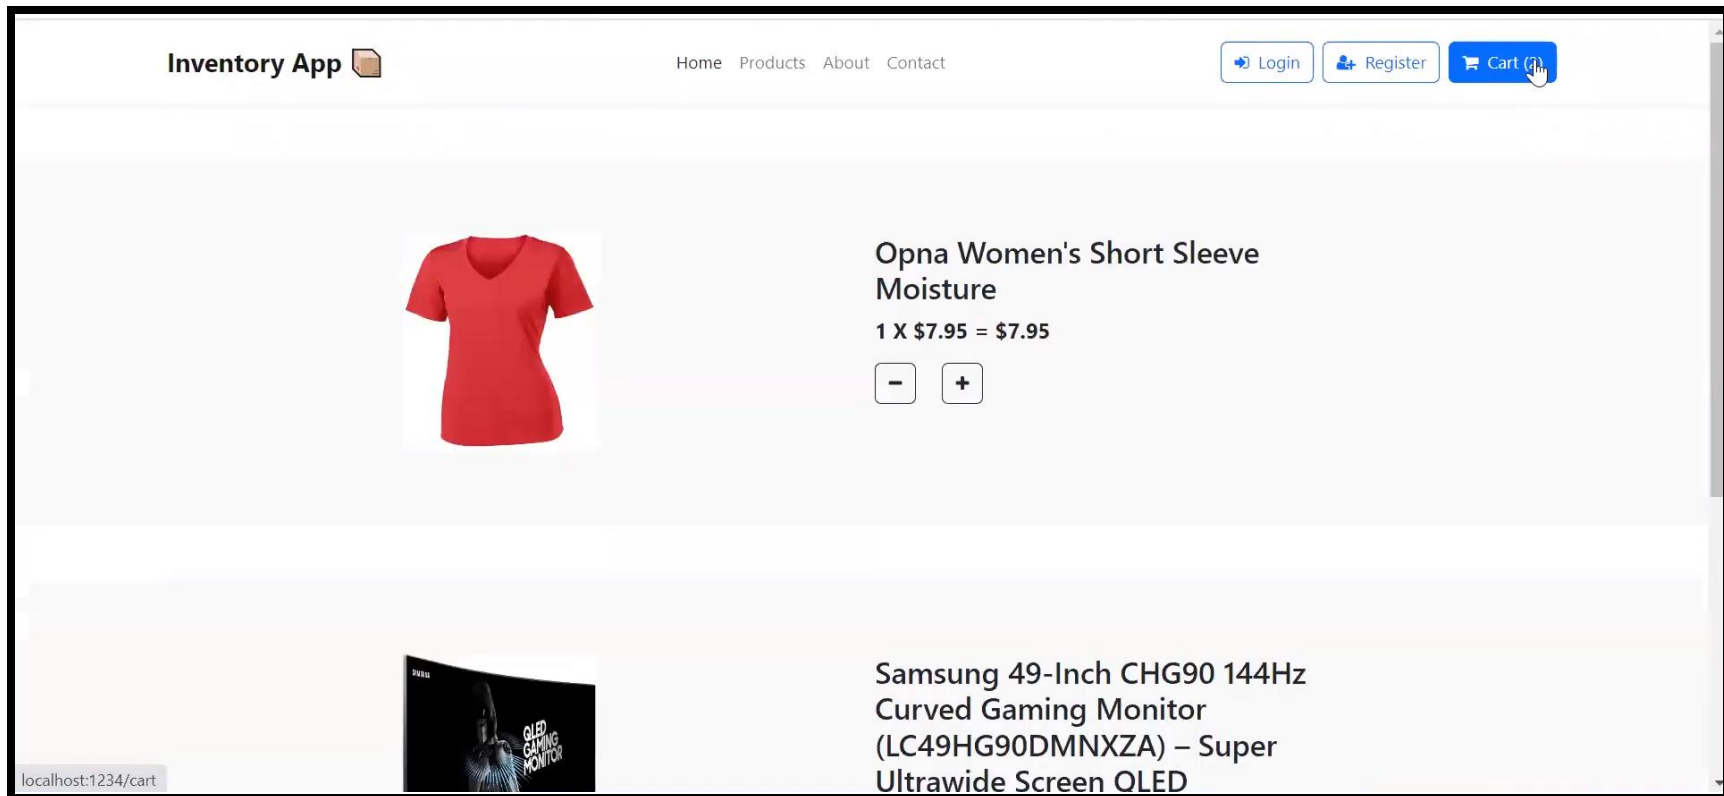 Inventory App
Home Products About Contact
Login Register Cart (2)
Opna Women's Short Sleeve
Moisture
1 X $7.95 = $7.95
SAMSUNG
QLED
GAMING
MONITOR
Samsung 49-Inch CHG90 144Hz
Curved Gaming Monitor
(LC49HG90DMNXZA) – Super
Ultrawide Screen QLED
localhost:1234/cart